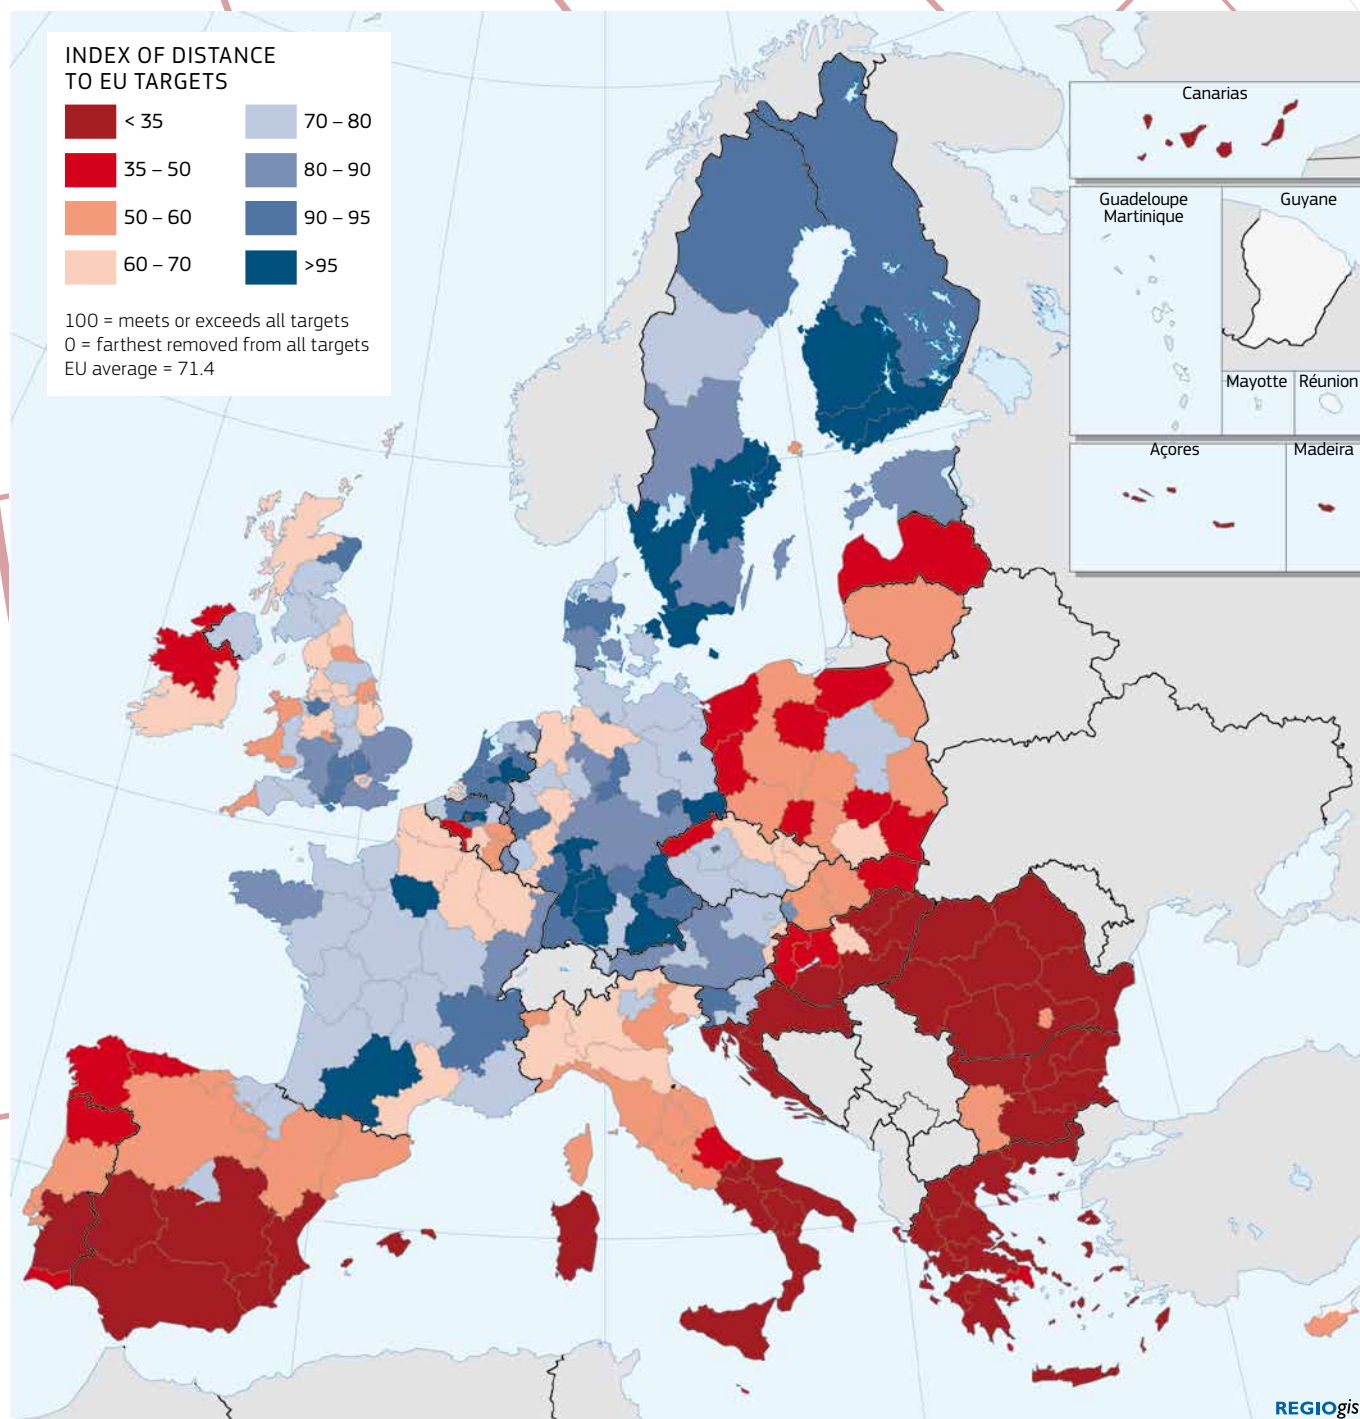 INDEX OF DISTANCE
TO EU TARGETS
< 35
70 – 80
35 – 50
80 – 90
50 – 60
90 – 95
60 – 70
>95
100 = meets or exceeds all targets
0 = farthest removed from all targets
EU average = 71.4
Canarias
Guadeloupe
Martinique
Guyane
Mayotte
Réunion
Açores
Madeira
REGIOgis